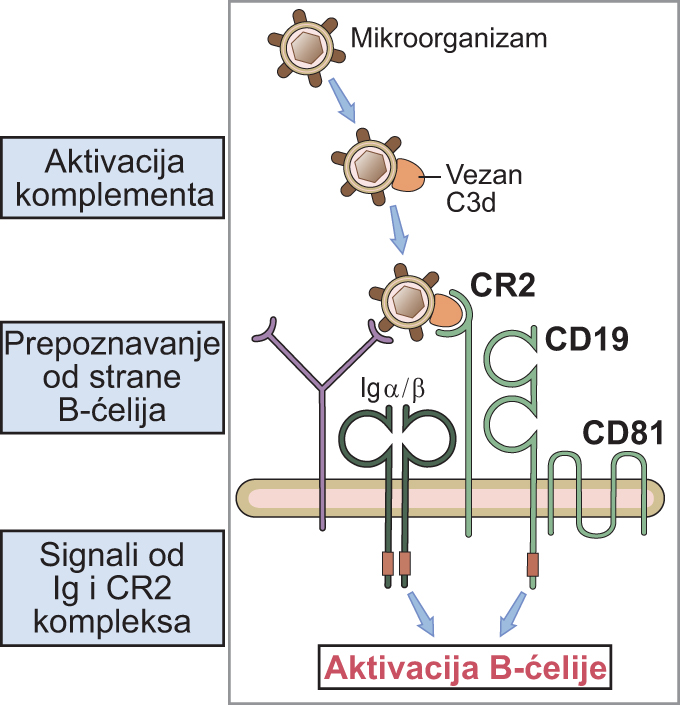 Mikroorganizam
Aktivacija
komplementa
Vezan
C3d
CR2
Prepoznavanje
od strane
B-ćelija
CD19
Igα/β
CD81
Signali od
Ig i CR2
kompleksa
Aktivacija B-ćelije